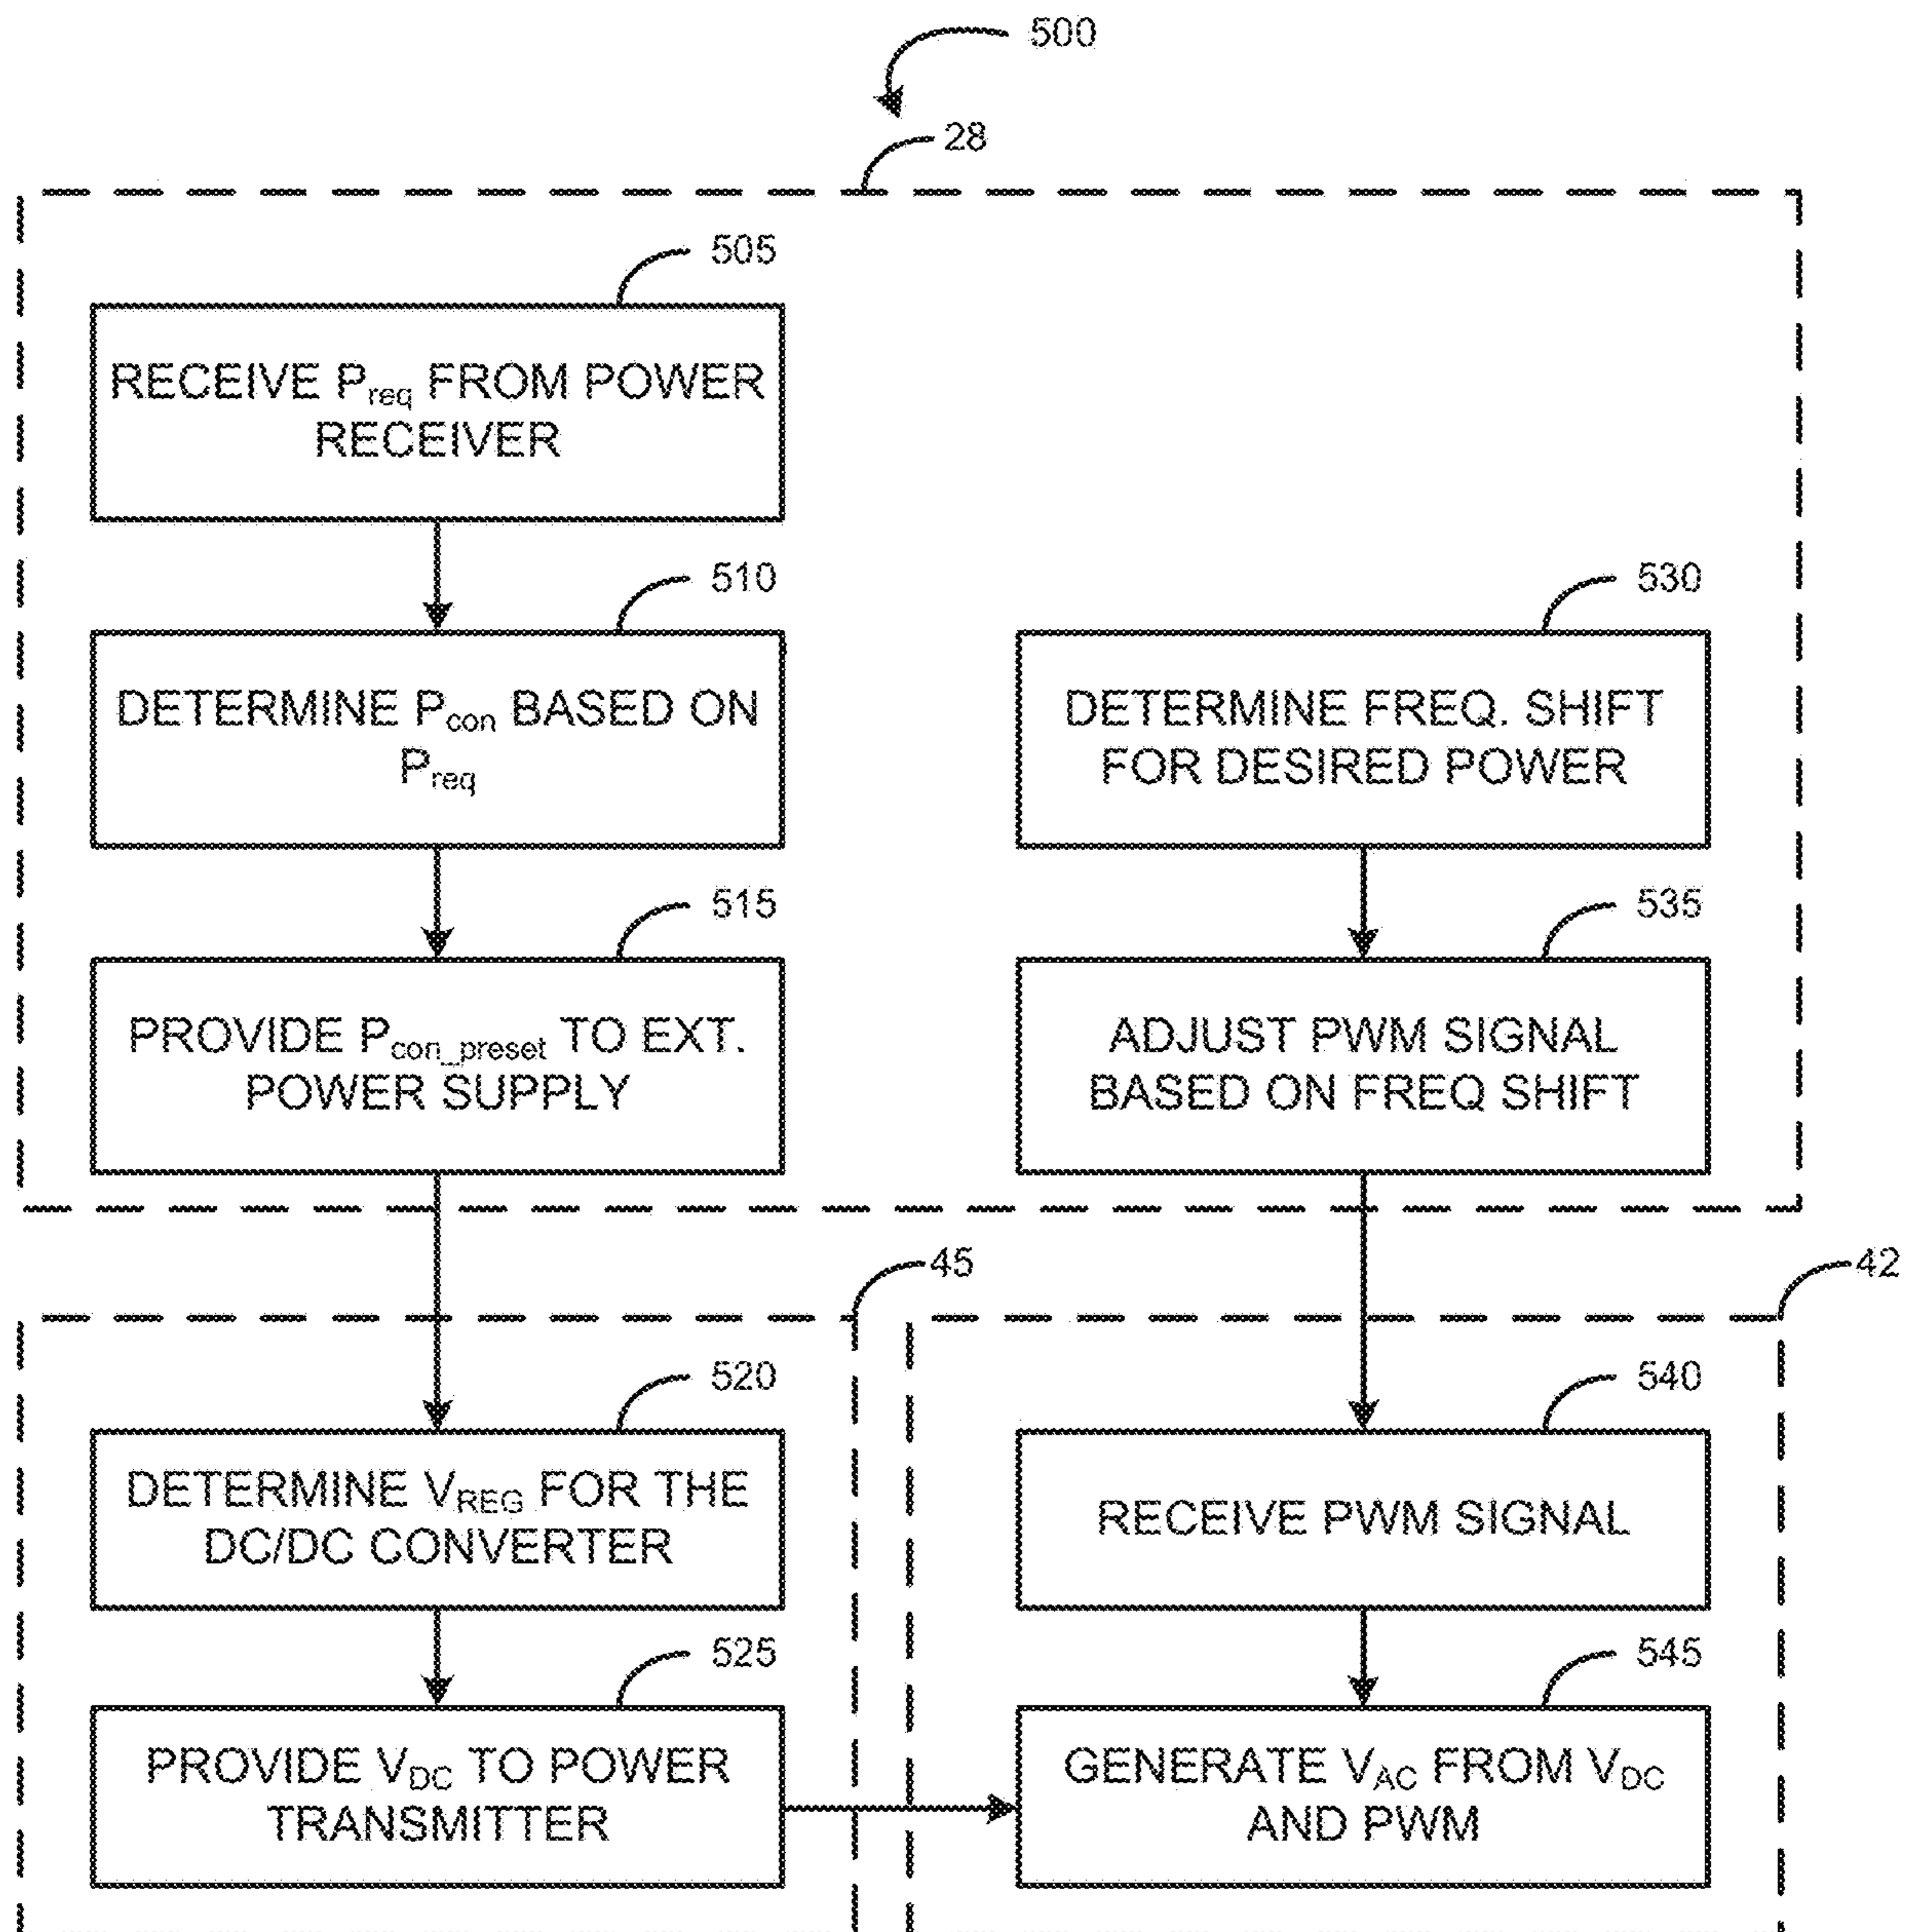 500
28
505
RECEIVE Preq FROM POWER
RECEIVER
510
DETERMINE Pcon BASED ON
Preq
515
PROVIDE Pcon_preset TO EXT.
POWER SUPPLY
530
DETERMINE FREQ. SHIFT
FOR DESIRED POWER
535
ADJUST PWM SIGNAL
BASED ON FREQ SHIFT
45
520
DETERMINE VREG FOR THE
DC/DC CONVERTER
525
PROVIDE VDC TO POWER
TRANSMITTER
42
540
RECEIVE PWM SIGNAL
545
GENERATE VAC FROM VDC
AND PWM